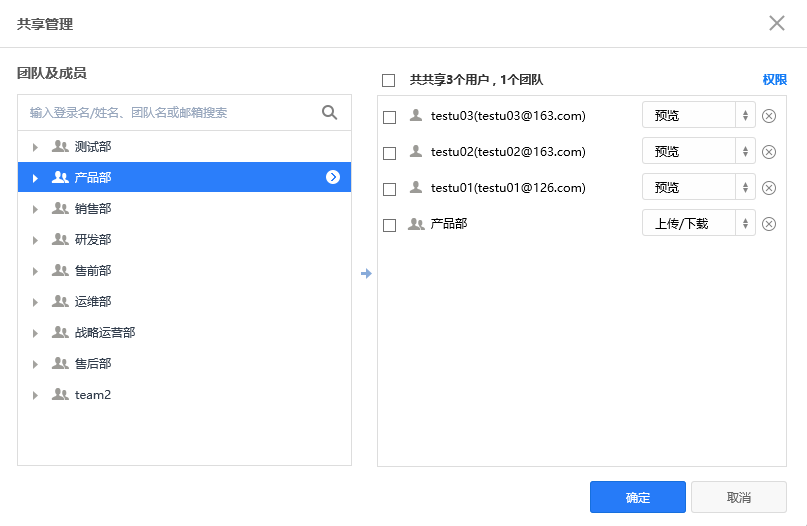 共享管理
团队及成员
输入登录名/姓名、团队名或邮箱搜索
测试部
产品部
销售部
研发部
售前部
运维部
战略运营部
售后部
team2
共共享3个用户，1个团队 权限
testu03(testu03@163.com) 预览
testu02(testu02@163.com) 预览
testu01(testu01@126.com) 预览
产品部 上传/下载
确定 取消